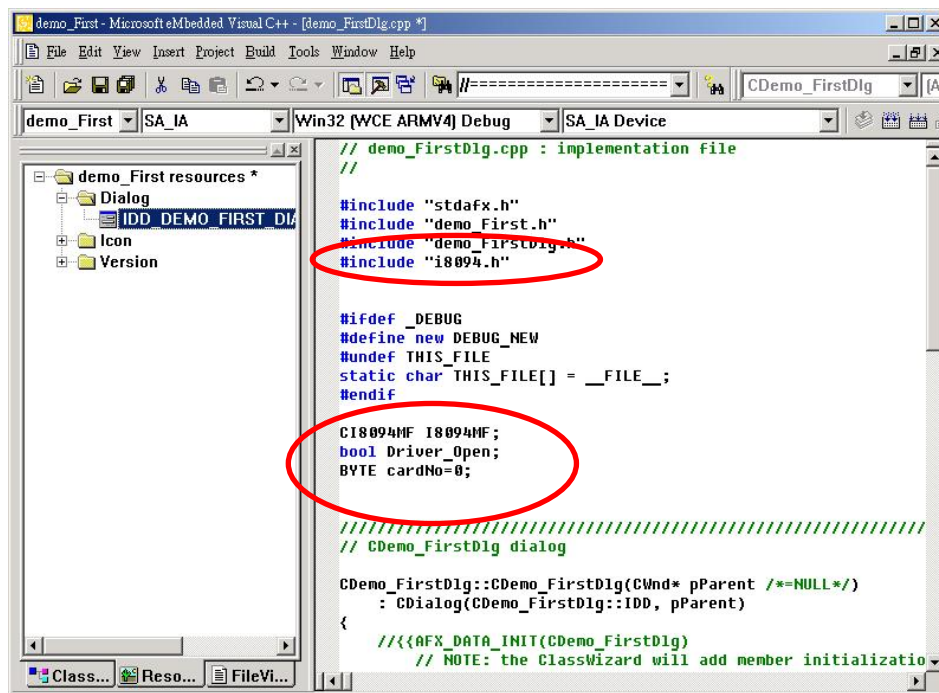 demo_First - Microsoft eMbedded Visual C++ - [demo_FirstDlg.cpp *]
File Edit View Insert Project Build Tools Window Help
//===================== CDemo_FirstDlg (A
demo_First SA_IA Win32 (WCE ARMV4) Debug SA_IA Device
demo_First resources *
Dialog
IDD_DEMO_FIRST_DIA
Icon
Version
Class... Reso... FileVi...
// demo_FirstDlg.cpp : implementation file
//
#include "stdafx.h"
#include "demo_First.h"
#include "demo_FirstDlg.h"
#include "i8094.h"
#ifdef _DEBUG
#define new DEBUG_NEW
#undef THIS_FILE
static char THIS_FILE[] = __FILE__;
#endif
CI8094MF I8094MF;
bool Driver_Open;
BYTE cardNo=0;
/////////////////////////////////////////////////////////////
// CDemo_FirstDlg dialog
CDemo_FirstDlg::CDemo_FirstDlg(CWnd* pParent /*=NULL*/)
: CDialog(CDemo_FirstDlg::IDD, pParent)
{
//{{AFX_DATA_INIT(CDemo_FirstDlg)
// NOTE: the ClassWizard will add member initializatio